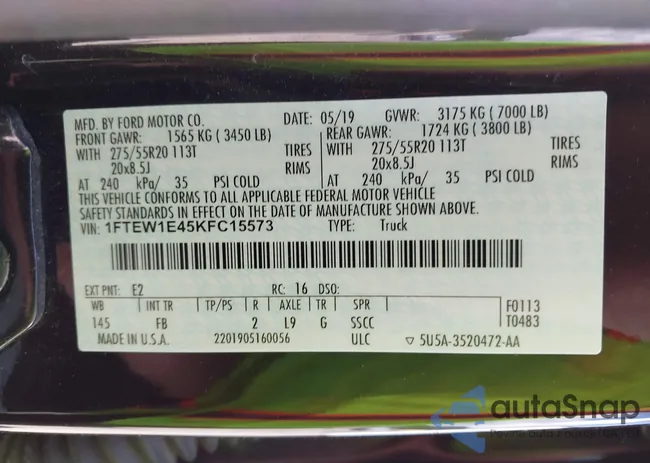 MFD. BY FORD MOTOR CO. DATE: 05/19 GVWR: 3175 KG ( 7000 LB)
FRONT GAWR: 1565 KG ( 3450 LB) REAR GAWR: 1724 KG ( 3800 LB)
WITH 275/55R20 113T TIRES WITH 275/55R20 113T TIRES
20x8.5J RIMS 20x8.5J RIMS
AT 240 kPa/ 35 PSI COLD AT 240 kPa/ 35 PSI COLD
THIS VEHICLE CONFORMS TO ALL APPLICABLE FEDERAL MOTOR VEHICLE
SAFETY STANDARDS IN EFFECT ON THE DATE OF MANUFACTURE SHOWN ABOVE.
VIN: 1FTEW1E45KFC15573 TYPE: Truck
EXT PNT: E2 RC: 16 DSO:
WB INT TR TP/PS R AXLE TR SPR F0113
145 FB 2 L9 G SSCC T0483
MADE IN U.S.A. 2201905160056 ULC ▽ 5U5A-3520472-AA
autoSnap